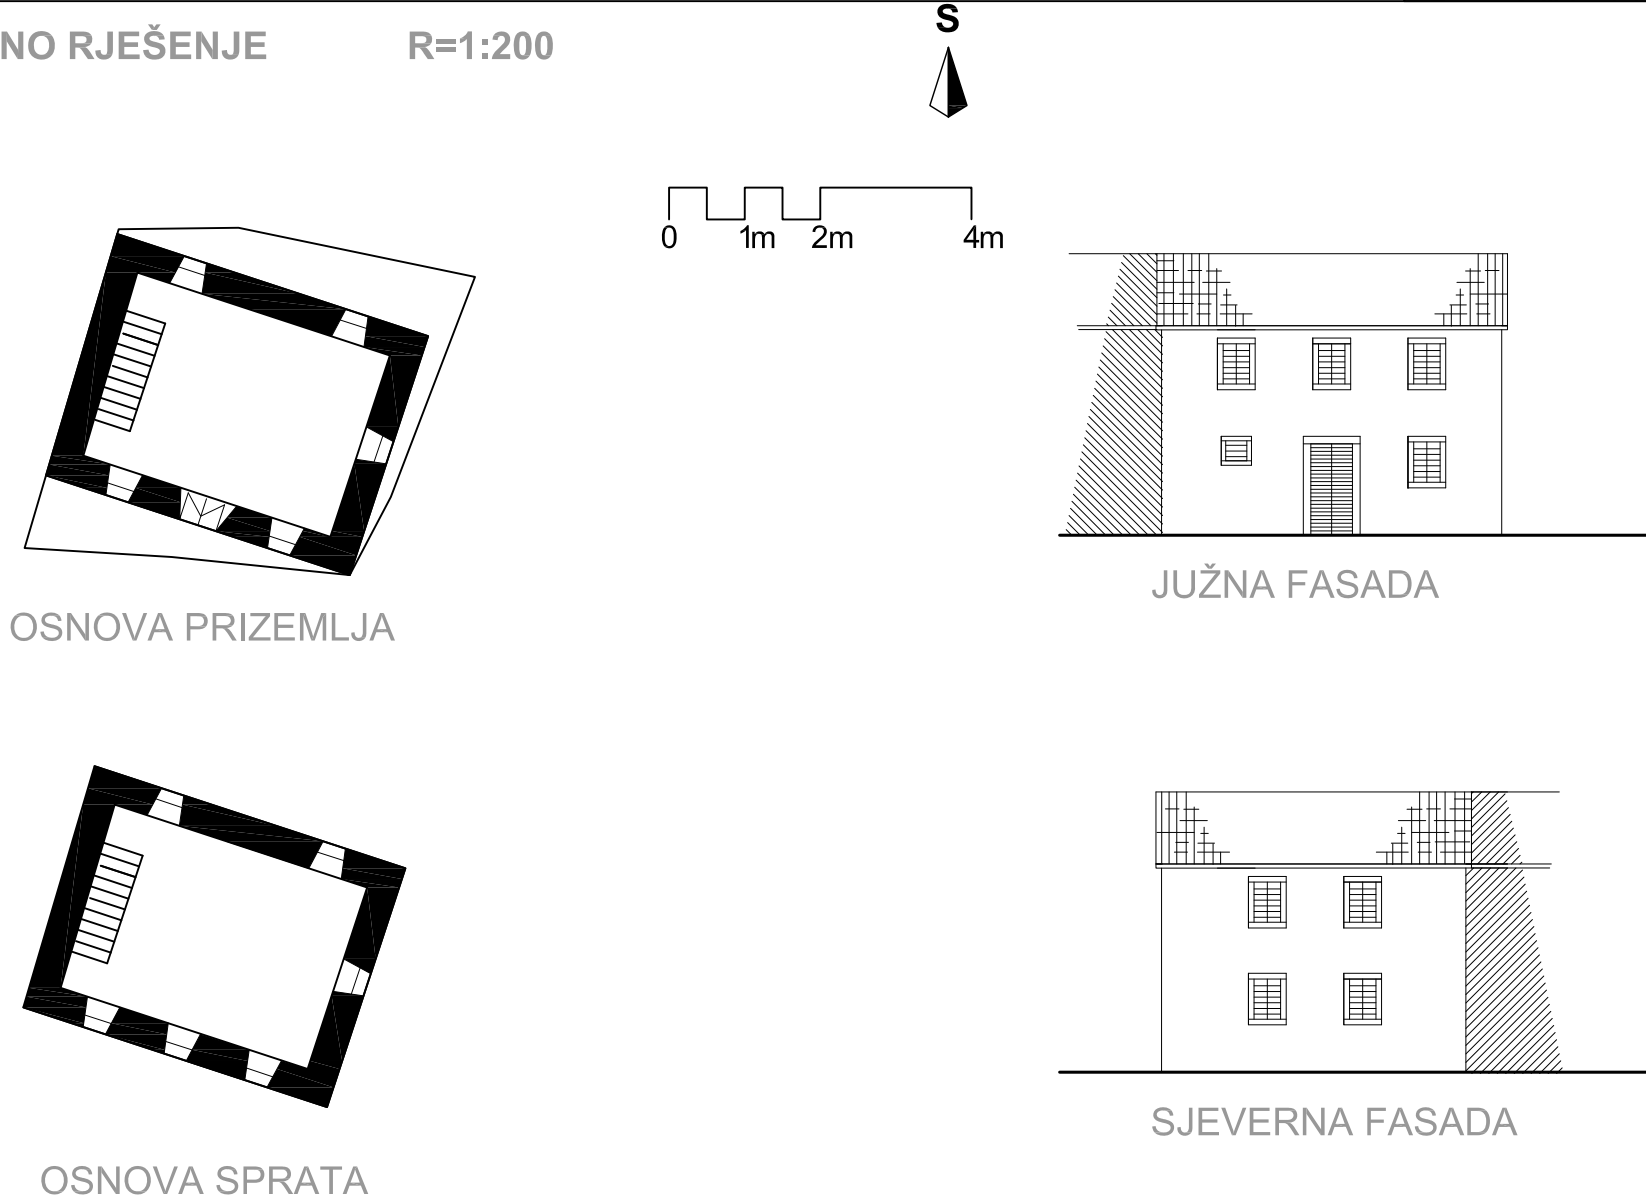 S
NO RJEŠENJE R=1:200
0 1m 2m 4m
JUŽNA FASADA
OSNOVA PRIZEMLJA
SJEVERNA FASADA
OSNOVA SPRATA